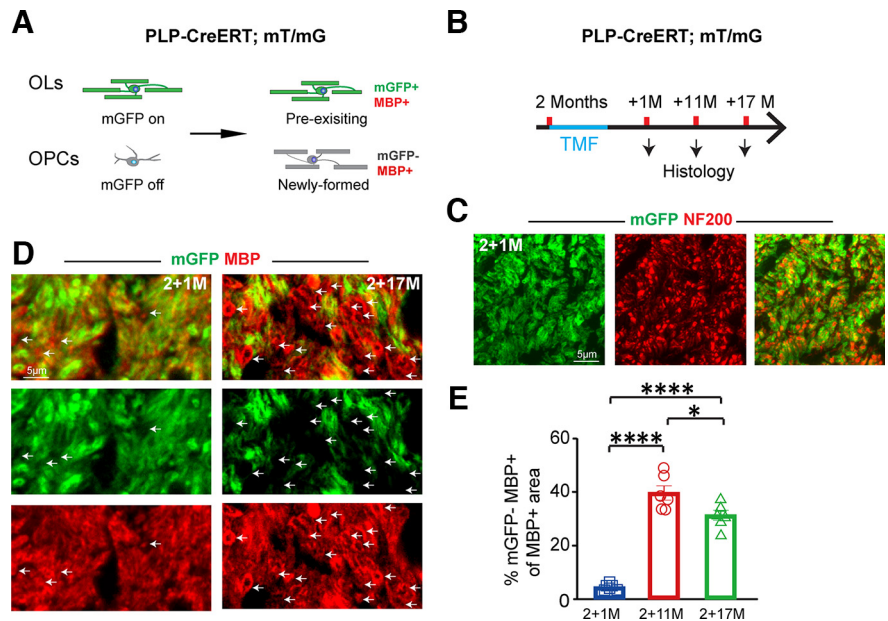 A
PLP-CreERT; mT/mG
OLs
mGFP on
mGFP+
MBP+
Pre-exisiting
OPCs
mGFP off
mGFP-
MBP+
Newly-formed
B
PLP-CreERT; mT/mG
2 Months +1M +11M +17 M
TMF
Histology
C
mGFP NF200
2+1M
5µm
D
mGFP MBP
2+1M
2+17M
5µm
E
****
**** *
% mGFP- MBP+
of MBP+ area
60
40
20
0
2+1M 2+11M 2+17M